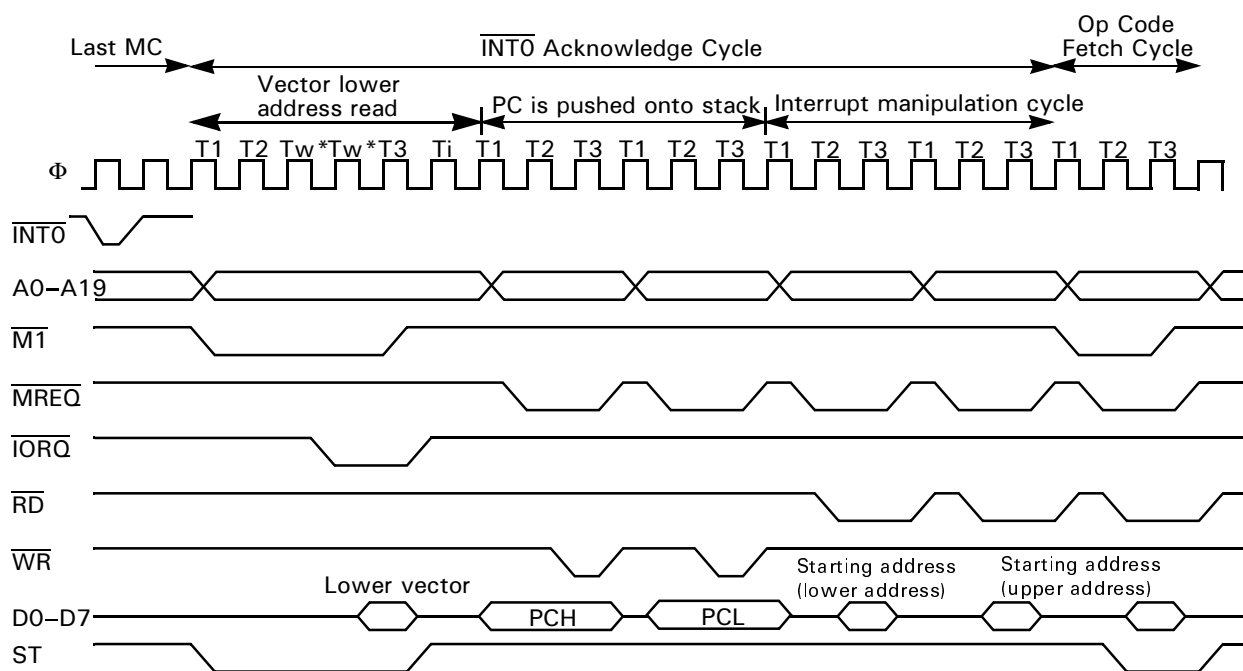 Last MC
INT0 Acknowledge Cycle
Op Code
Fetch Cycle
Vector lower
address read
PC is pushed onto stack
Interrupt manipulation cycle
T1 T2 Tw* Tw* T3 Ti T1 T2 T3 T1 T2 T3 T1 T2 T3 T1 T2 T3 T1 T2 T3
Φ
INT0
A0–A19
M1
MREQ
IORQ
RD
WR
Lower vector
Starting address
(lower address)
Starting address
(upper address)
D0–D7
PCH
PCL
ST